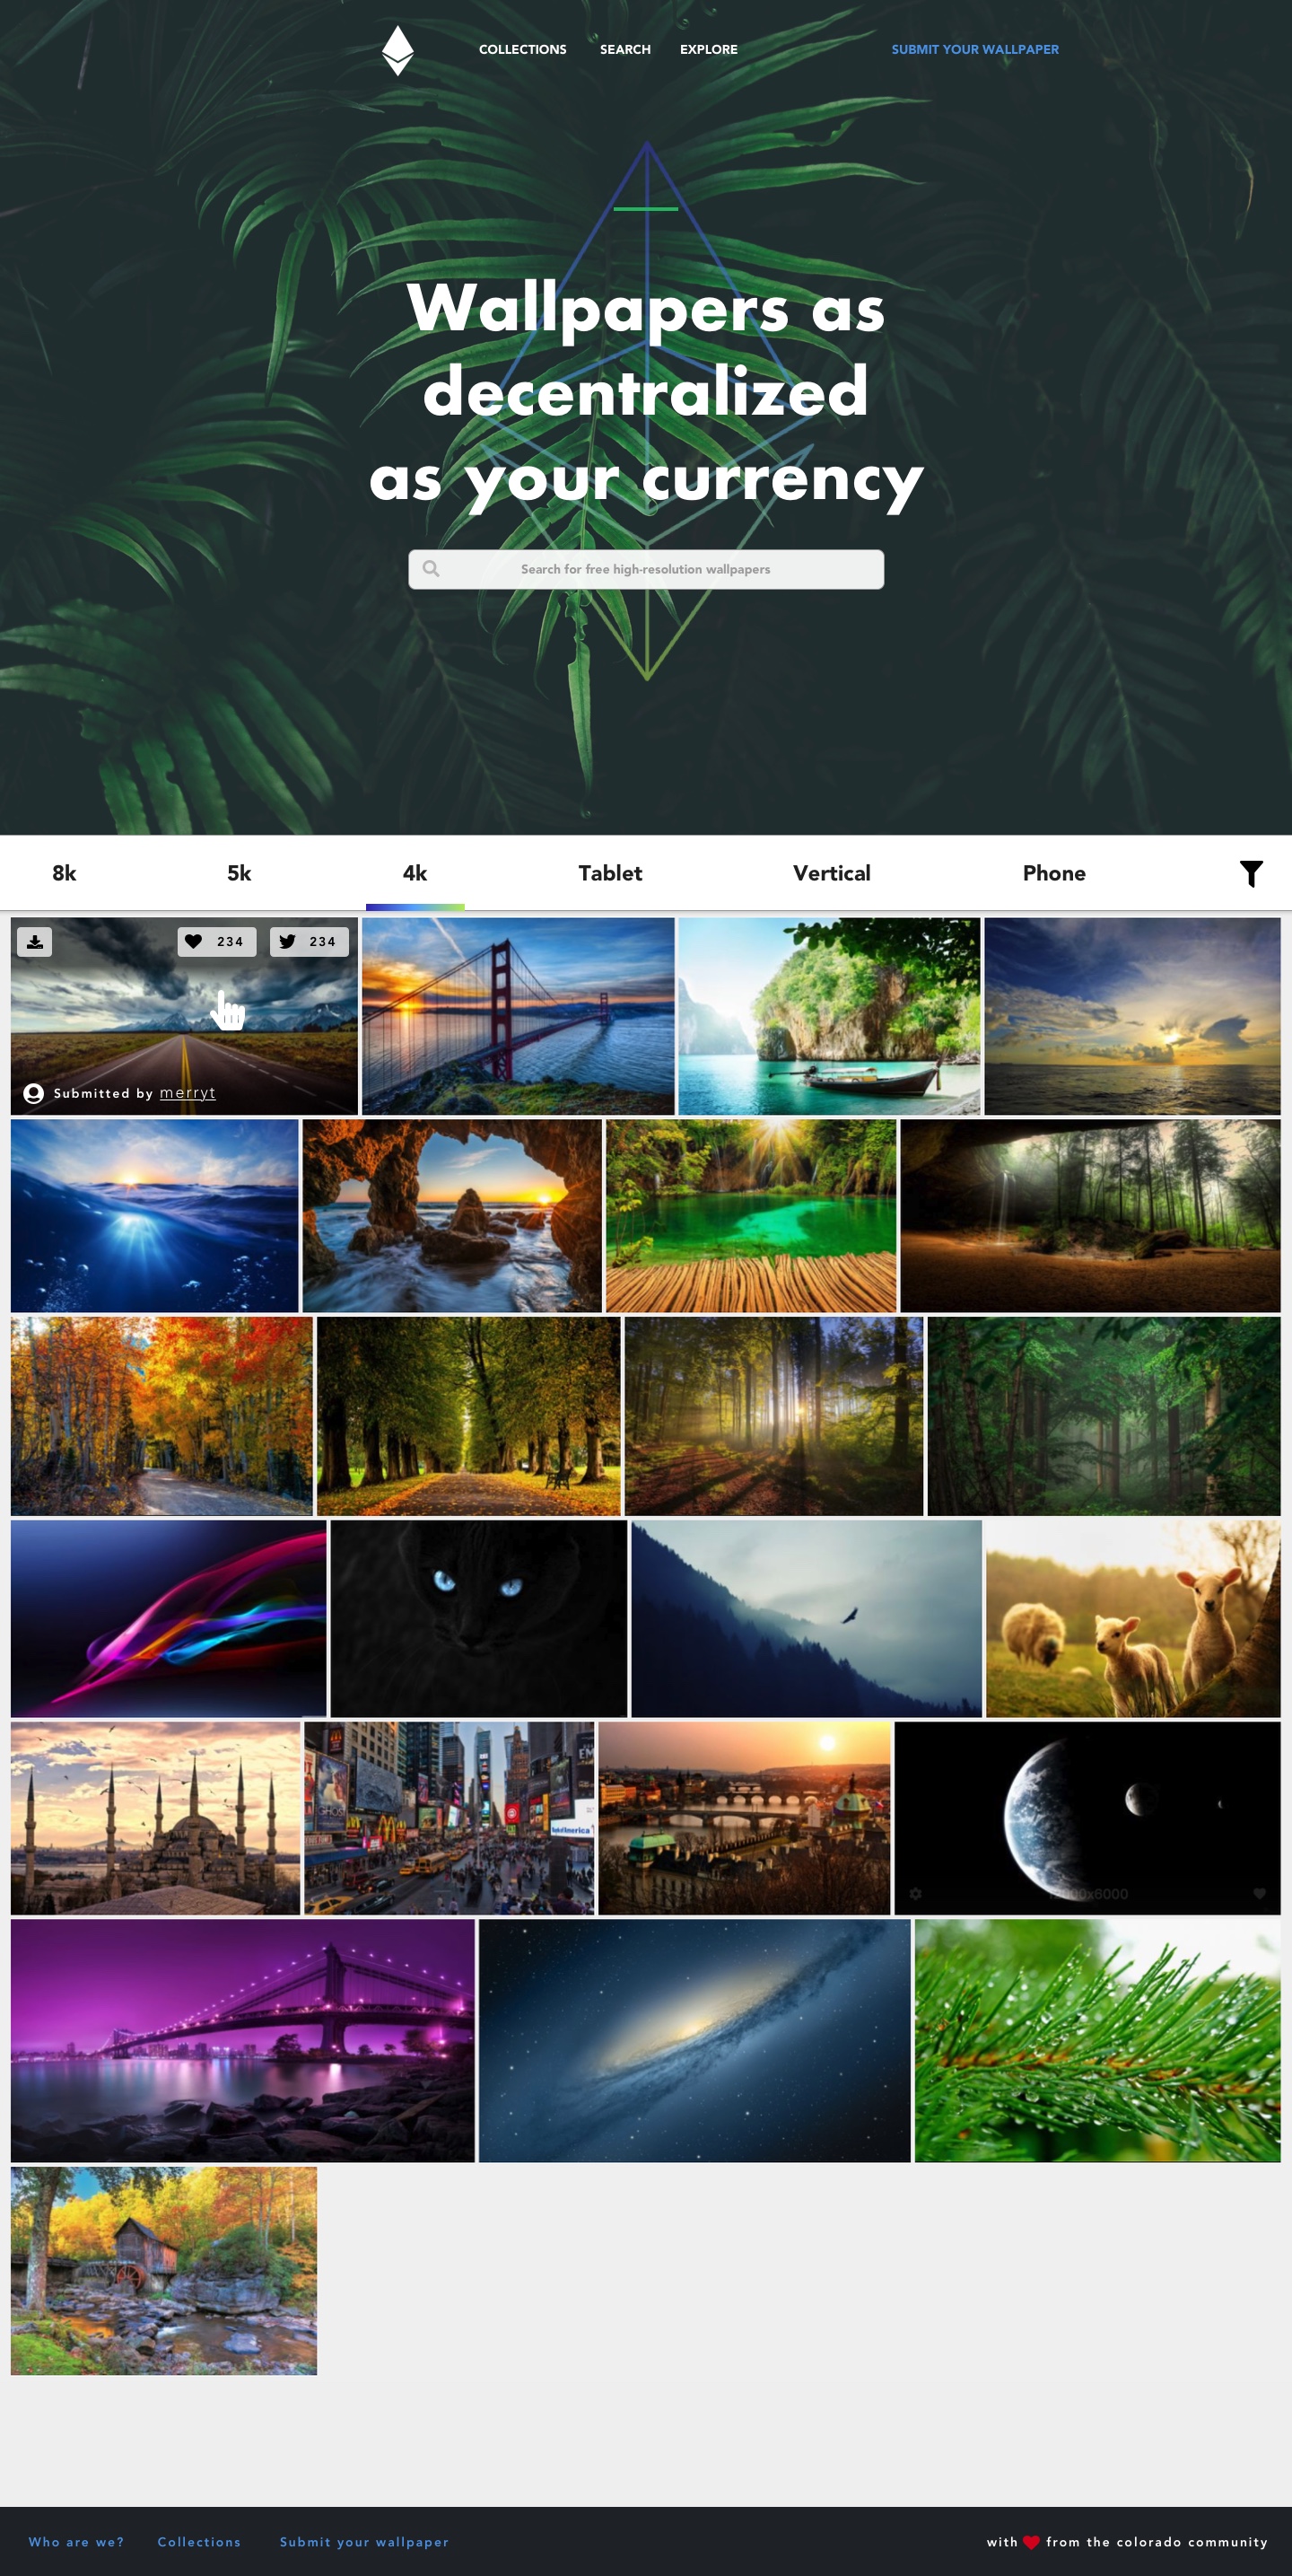 COLLECTIONS SEARCH EXPLORE SUBMIT YOUR WALLPAPER
Wallpapers as
decentralized
as your currency
Search for free high-resolution wallpapers
8k 5k 4k Tablet Vertical Phone
234 234
Submitted by merryt
Who are we? Collections Submit your wallpaper with from the colorado community